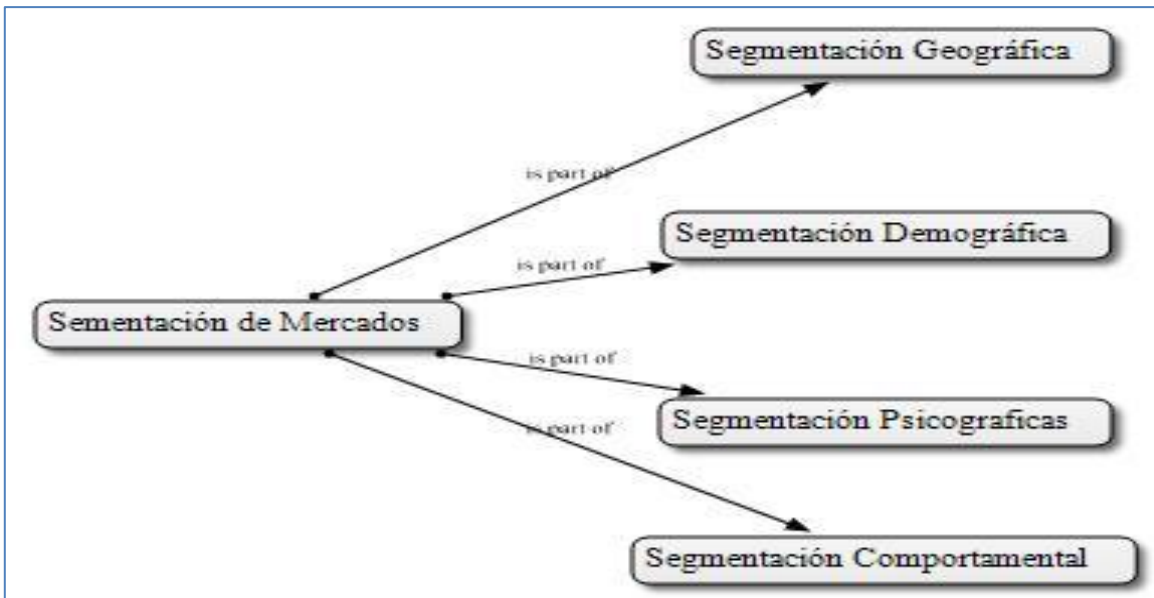 Segmentación Geográfica
is part of
Segmentación Demográfica
is part of
Sementación de Mercados
is part of
Segmentación Psicograficas
is part of
Segmentación Comportamental